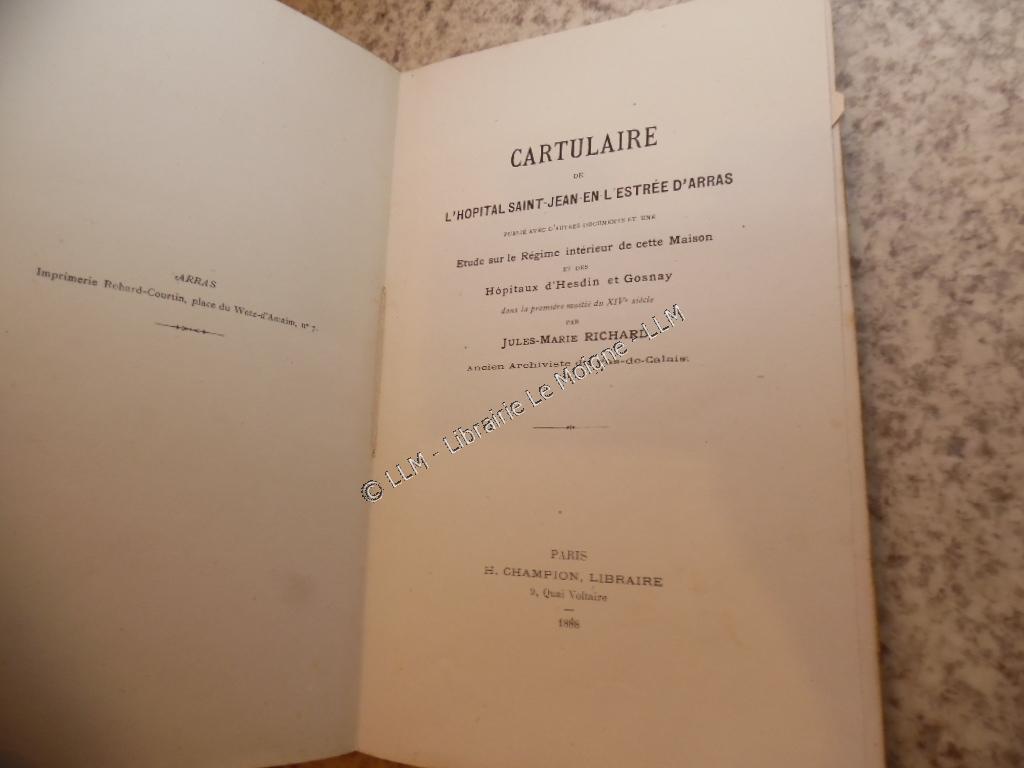 ARRAS
Imprimerie Rohard-Courtin, place du Wetz-d'Amain, n° 7.
CARTULAIRE
DE
L'HOPITAL SAINT-JEAN-EN-L'ESTRÉE D'ARRAS
PUBLIÉ AVEC D'AUTRES DOCUMENTS ET UNE
Etude sur le Régime intérieur de cette Maison
ET DES
Hôpitaux d'Hesdin et Gosnay
dans la première moitié du XIVe siècle
PAR
JULES-MARIE RICHARD
Ancien Archiviste du Pas-de-Calais.
PARIS
H. CHAMPION, LIBRAIRE
9, Quai Voltaire
1888
© LLM - Librairie Le Moigne - LLM